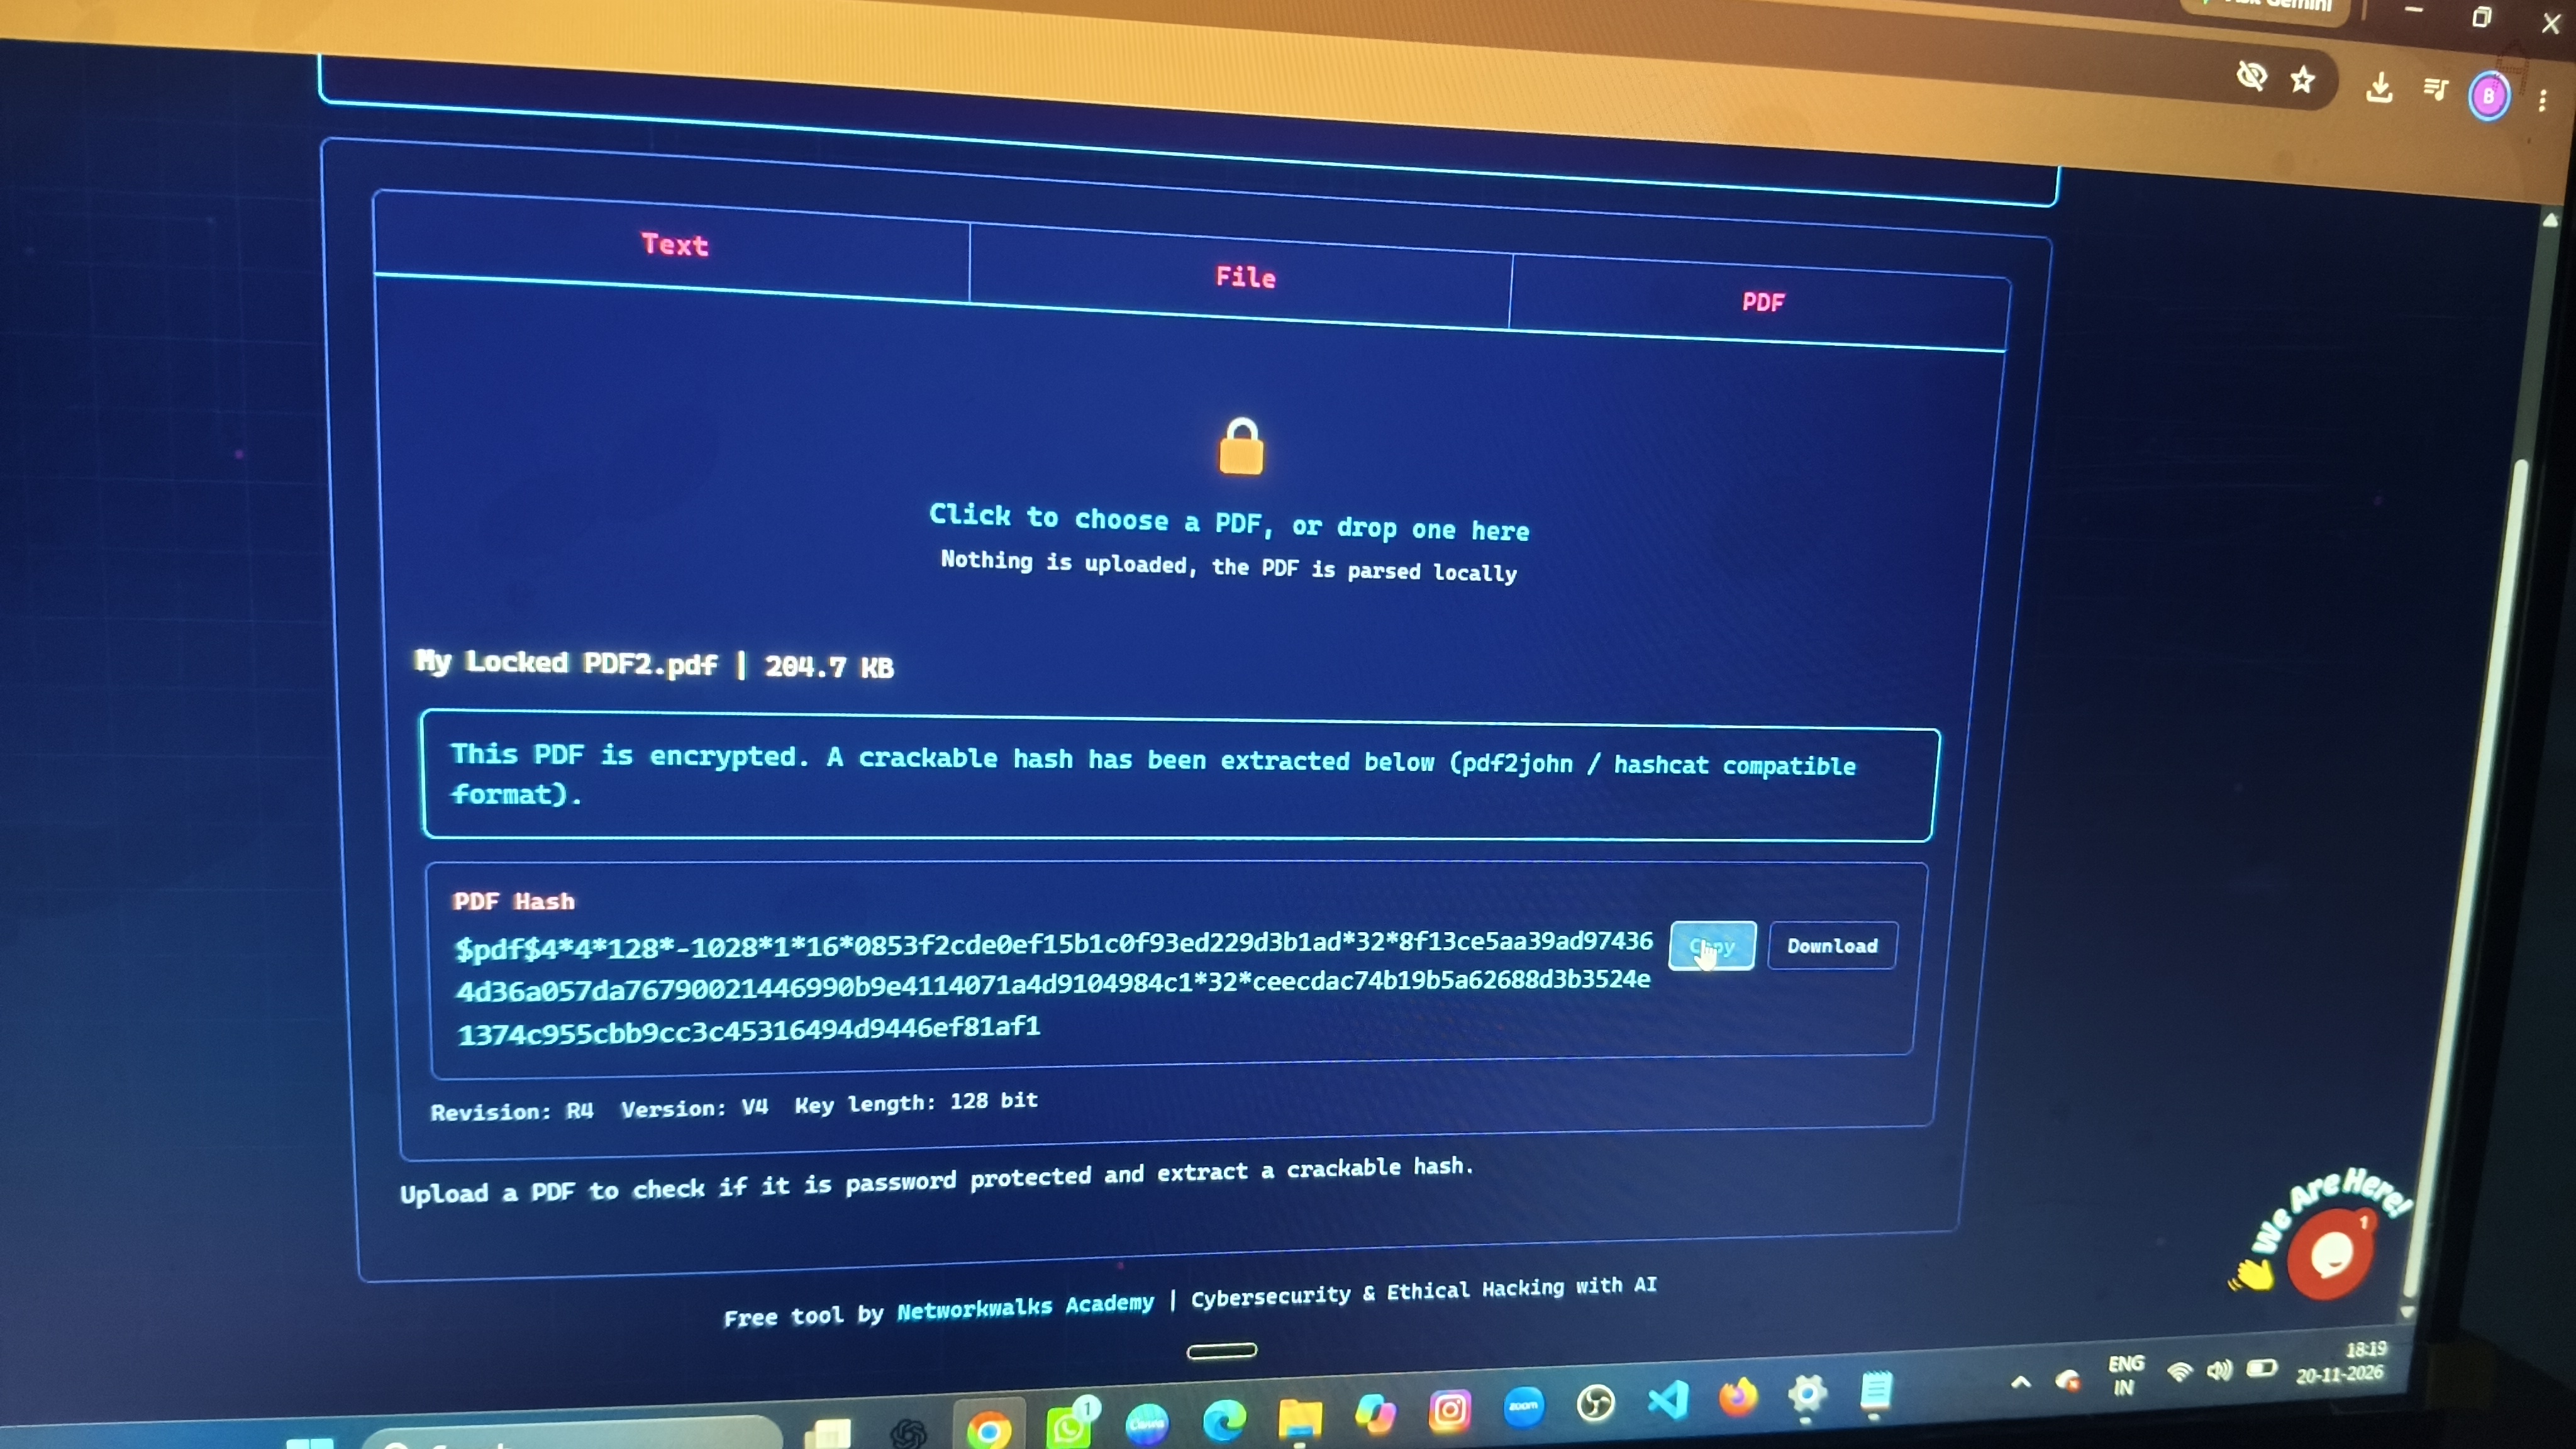 Text
File
PDF
Click to choose a PDF, or drop one here
Nothing is uploaded, the PDF is parsed locally
My Locked PDF2.pdf | 204.7 KB
This PDF is encrypted. A crackable hash has been extracted below (pdf2john / hashcat compatible
format).
PDF Hash
$pdf$4*4*128*-1028*1*16*0853f2cde0ef15b1c0f93ed229d3b1ad*32*8f13ce5aa39ad97436
4d36a057da76790021446990b9e4114071a4d9104984c1*32*ceecdac74b19b5a62688d3b3524e
1374c955cbb9cc3c45316494d9446ef81af1
Copy
Download
Revision: R4 Version: V4 Key length: 128 bit
Upload a PDF to check if it is password protected and extract a crackable hash.
We Are Here!
1
Free tool by Networkwalks Academy | Cybersecurity & Ethical Hacking with AI
B
1
Canva
zoom
ENG
IN
18:19
20-11-2026